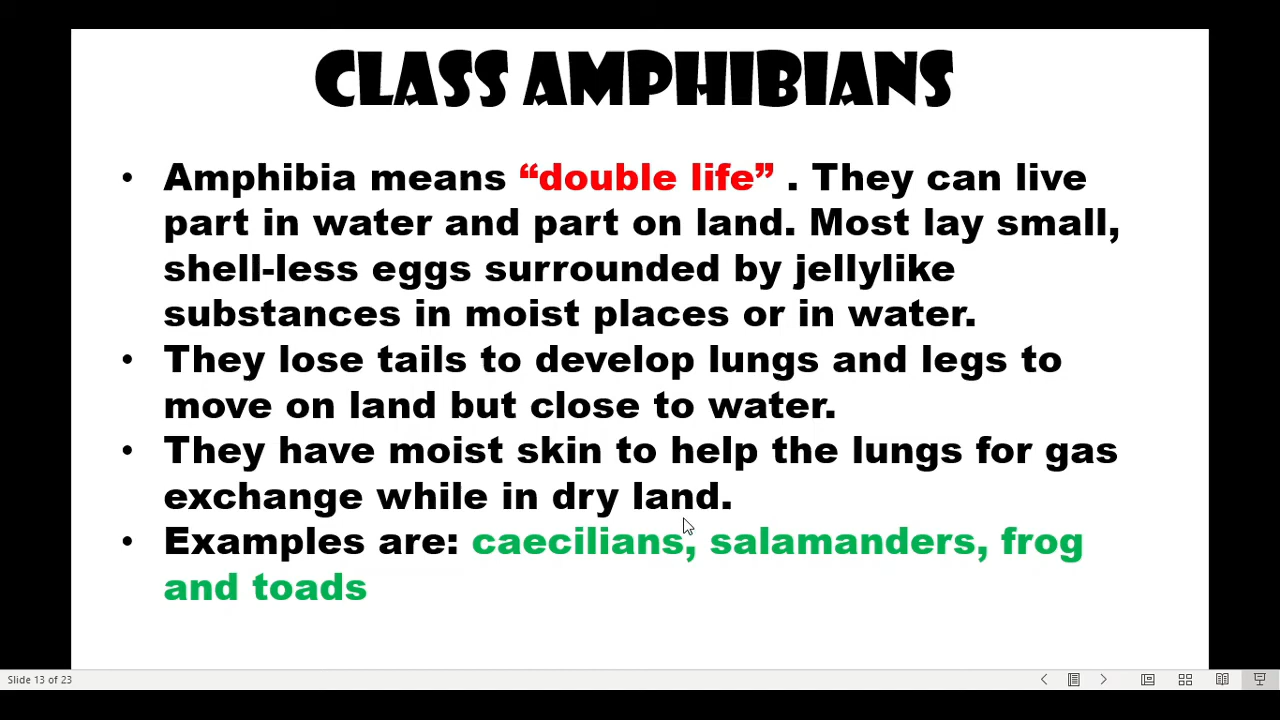 CLASS AMPHIBIANS
• Amphibia means “double life” . They can live
part in water and part on land. Most lay small,
shell-less eggs surrounded by jellylike
substances in moist places or in water.
• They lose tails to develop lungs and legs to
move on land but close to water.
• They have moist skin to help the lungs for gas
exchange while in dry land.
• Examples are: caecilians, salamanders, frog
and toads
Slide 13 of 23